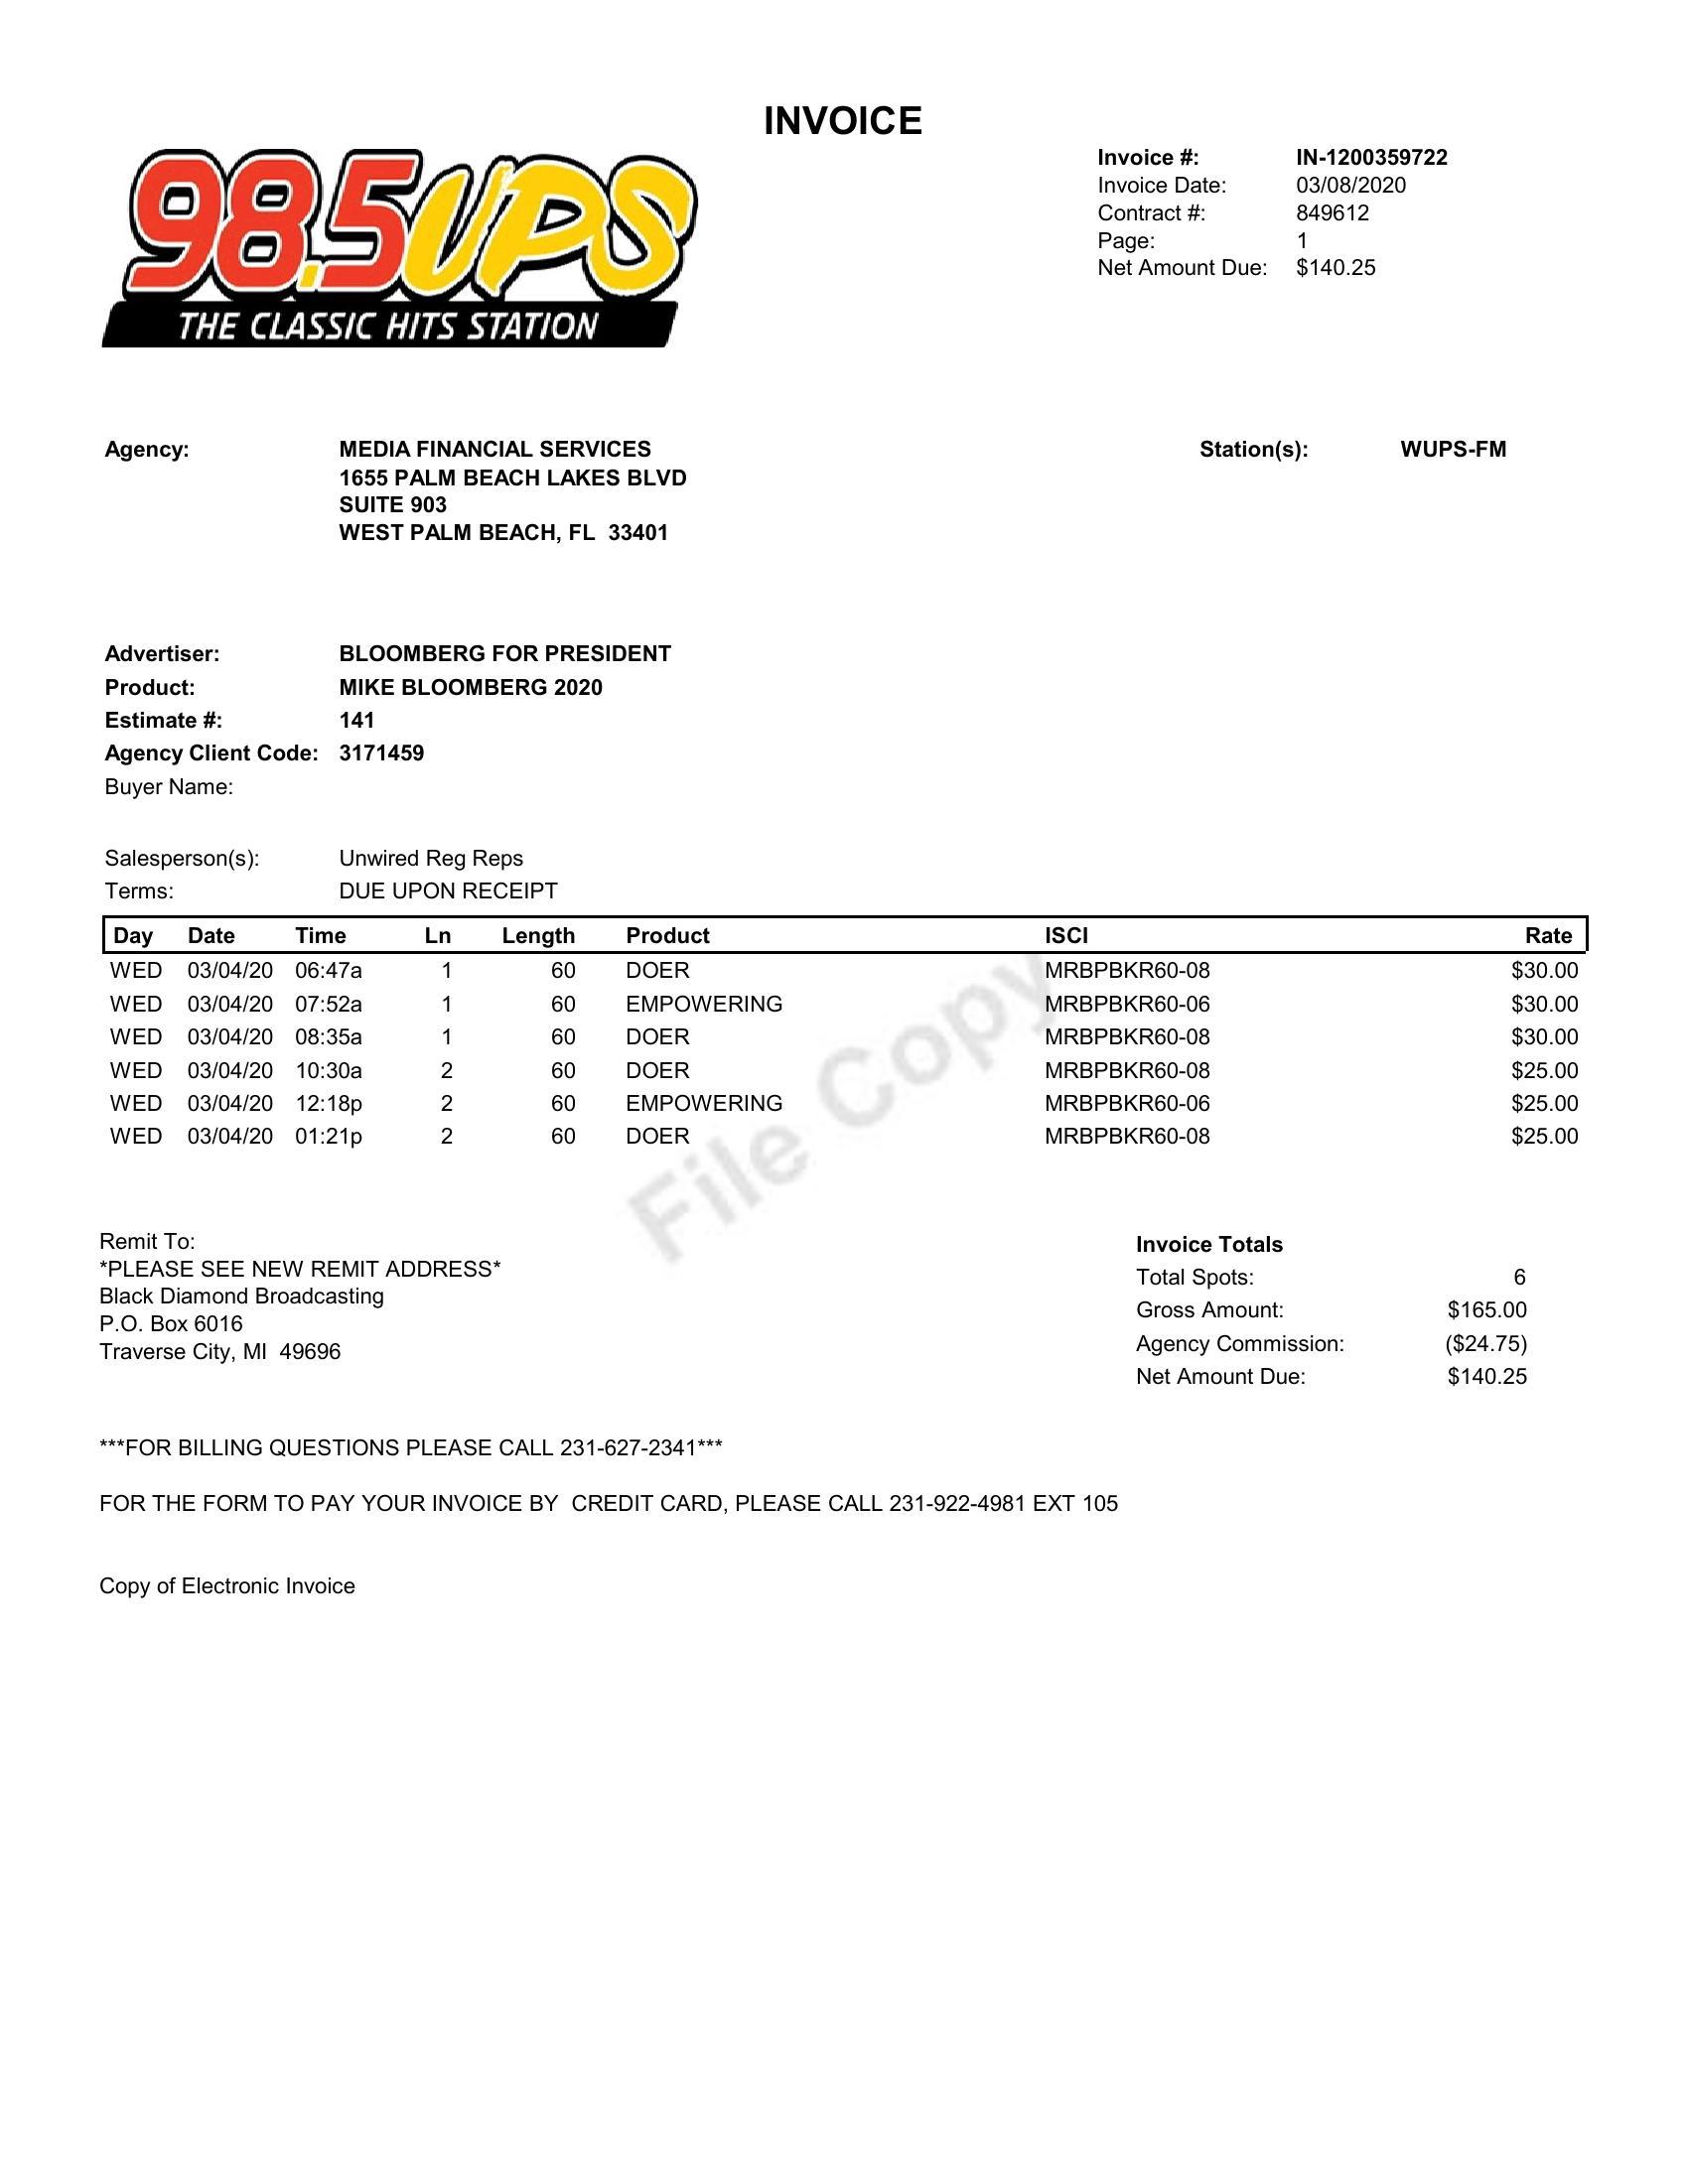 INVOICE
98.5 UPS
THE CLASSIC HITS STATION
Invoice #: IN-1200359722
Invoice Date: 03/08/2020
Contract #: 849612
Page: 1
Net Amount Due: $140.25
Agency: MEDIA FINANCIAL SERVICES
1655 PALM BEACH LAKES BLVD
SUITE 903
WEST PALM BEACH, FL 33401
Station(s): WUPS-FM
Advertiser: BLOOMBERG FOR PRESIDENT
Product: MIKE BLOOMBERG 2020
Estimate #: 141
Agency Client Code: 3171459
Buyer Name:
Salesperson(s): Unwired Reg Reps
Terms: DUE UPON RECEIPT
Day Date Time Ln Length Product ISCI Rate
WED 03/04/20 06:47a 1 60 DOER MRBPBKR60-08 $30.00
WED 03/04/20 07:52a 1 60 EMPOWERING MRBPBKR60-06 $30.00
WED 03/04/20 08:35a 1 60 DOER MRBPBKR60-08 $30.00
WED 03/04/20 10:30a 2 60 DOER MRBPBKR60-08 $25.00
WED 03/04/20 12:18p 2 60 EMPOWERING MRBPBKR60-06 $25.00
WED 03/04/20 01:21p 2 60 DOER MRBPBKR60-08 $25.00
File Copy
Remit To:
*PLEASE SEE NEW REMIT ADDRESS*
Black Diamond Broadcasting
P.O. Box 6016
Traverse City, MI 49696
Invoice Totals
Total Spots: 6
Gross Amount: $165.00
Agency Commission: ($24.75)
Net Amount Due: $140.25
***FOR BILLING QUESTIONS PLEASE CALL 231-627-2341***
FOR THE FORM TO PAY YOUR INVOICE BY CREDIT CARD, PLEASE CALL 231-922-4981 EXT 105
Copy of Electronic Invoice